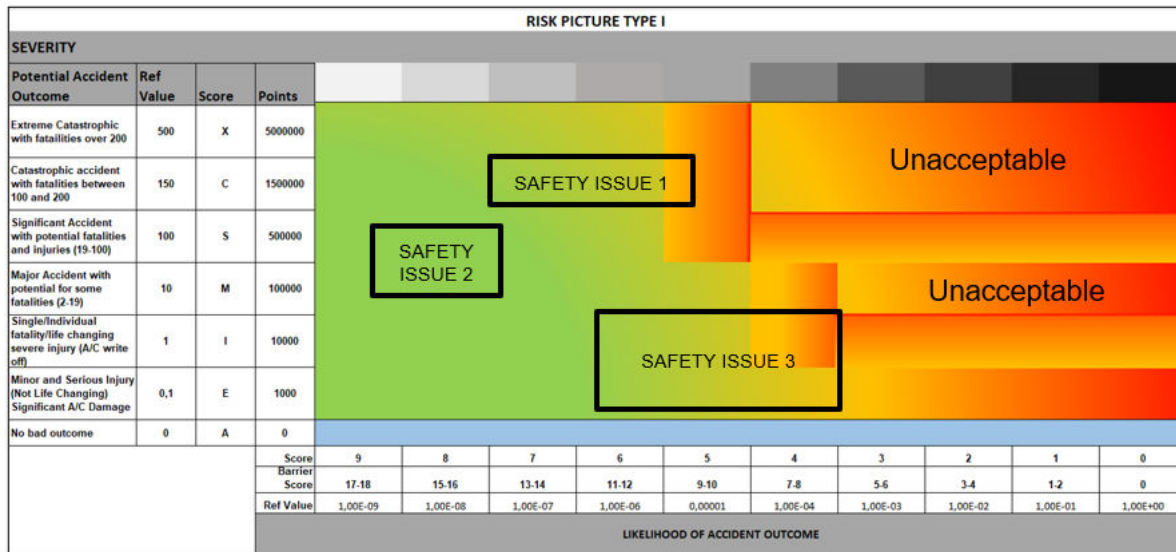 RISK PICTURE TYPE I
SEVERITY
Potential Accident
Outcome
Ref
Value
Score
Points
Extreme Catastrophic
with fatailities over 200
500
X
5000000
Catastrophic accident
with fatalities between
100 and 200
150
C
1500000
Significant Accident
with potential fatalities
and injuries (19-100)
100
S
500000
Major Accident with
potential for some
fatalities (2-19)
10
M
100000
Single/Individual
fatality/life changing
severe injury (A/C write
off)
1
I
10000
Minor and Serious Injury
(Not Life Changing)
Significant A/C Damage
0,1
E
1000
No bad outcome
0
A
0
Unacceptable
SAFETY ISSUE 1
SAFETY
ISSUE 2
Unacceptable
SAFETY ISSUE 3
Score 9 8 7 6 5 4 3 2 1 0
Barrier
Score 17-18 15-16 13-14 11-12 9-10 7-8 5-6 3-4 1-2 0
Ref Value 1,00E-09 1,00E-08 1,00E-07 1,00E-06 0,00001 1,00E-04 1,00E-03 1,00E-02 1,00E-01 1,00E+00
LIKELIHOOD OF ACCIDENT OUTCOME